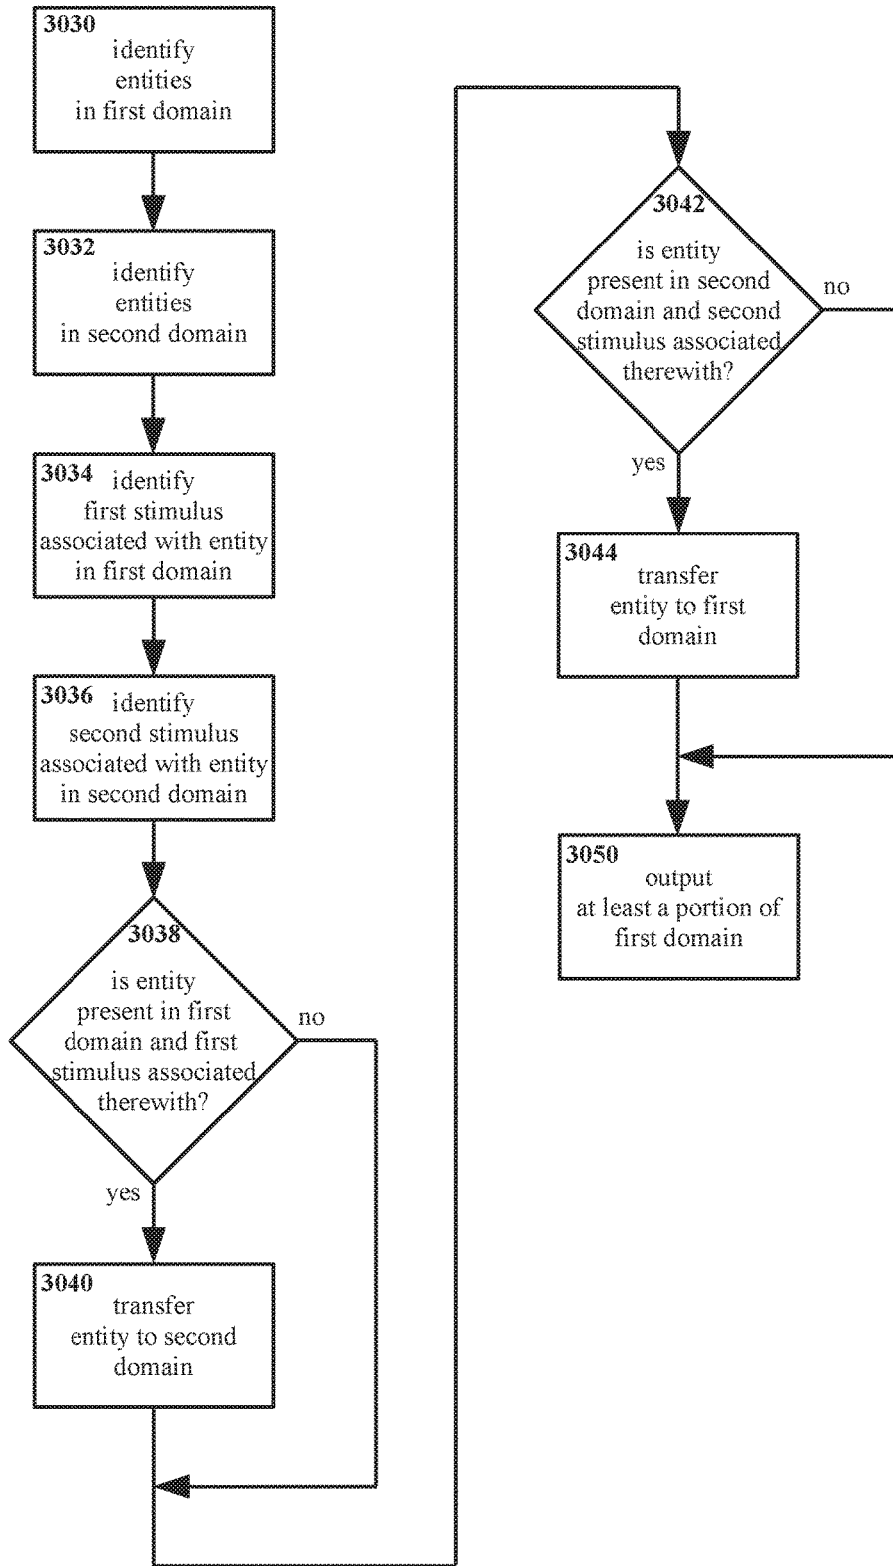 3030
identify
entities
in first domain
3032
identify
entities
in second domain
3034 identify
first stimulus
associated with entity
in first domain
3036 identify
second stimulus
associated with entity
in second domain
3038
is entity
present in first
domain and first
stimulus associated
therewith?
no
yes
3040
transfer
entity to second
domain
3042
is entity
present in second
domain and second
stimulus associated
therewith?
no
yes
3044
transfer
entity to first
domain
3050
output
at least a portion of
first domain